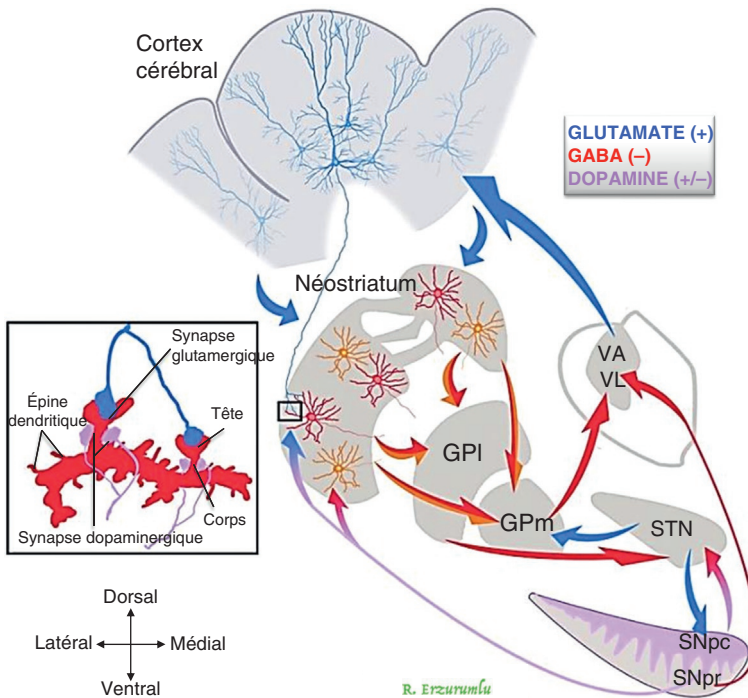 Cortex
cérébral
GLUTAMATE (+)
GABA (–)
DOPAMINE (+/–)
Néostriatum
Synapse
glutamergique
Épine
dendritique
Tête
Corps
Synapse dopaminergique
VA
VL
GPl
GPm
STN
SNpc
SNpr
Dorsal
Latéral
Médial
Ventral
R. Erzurumlu